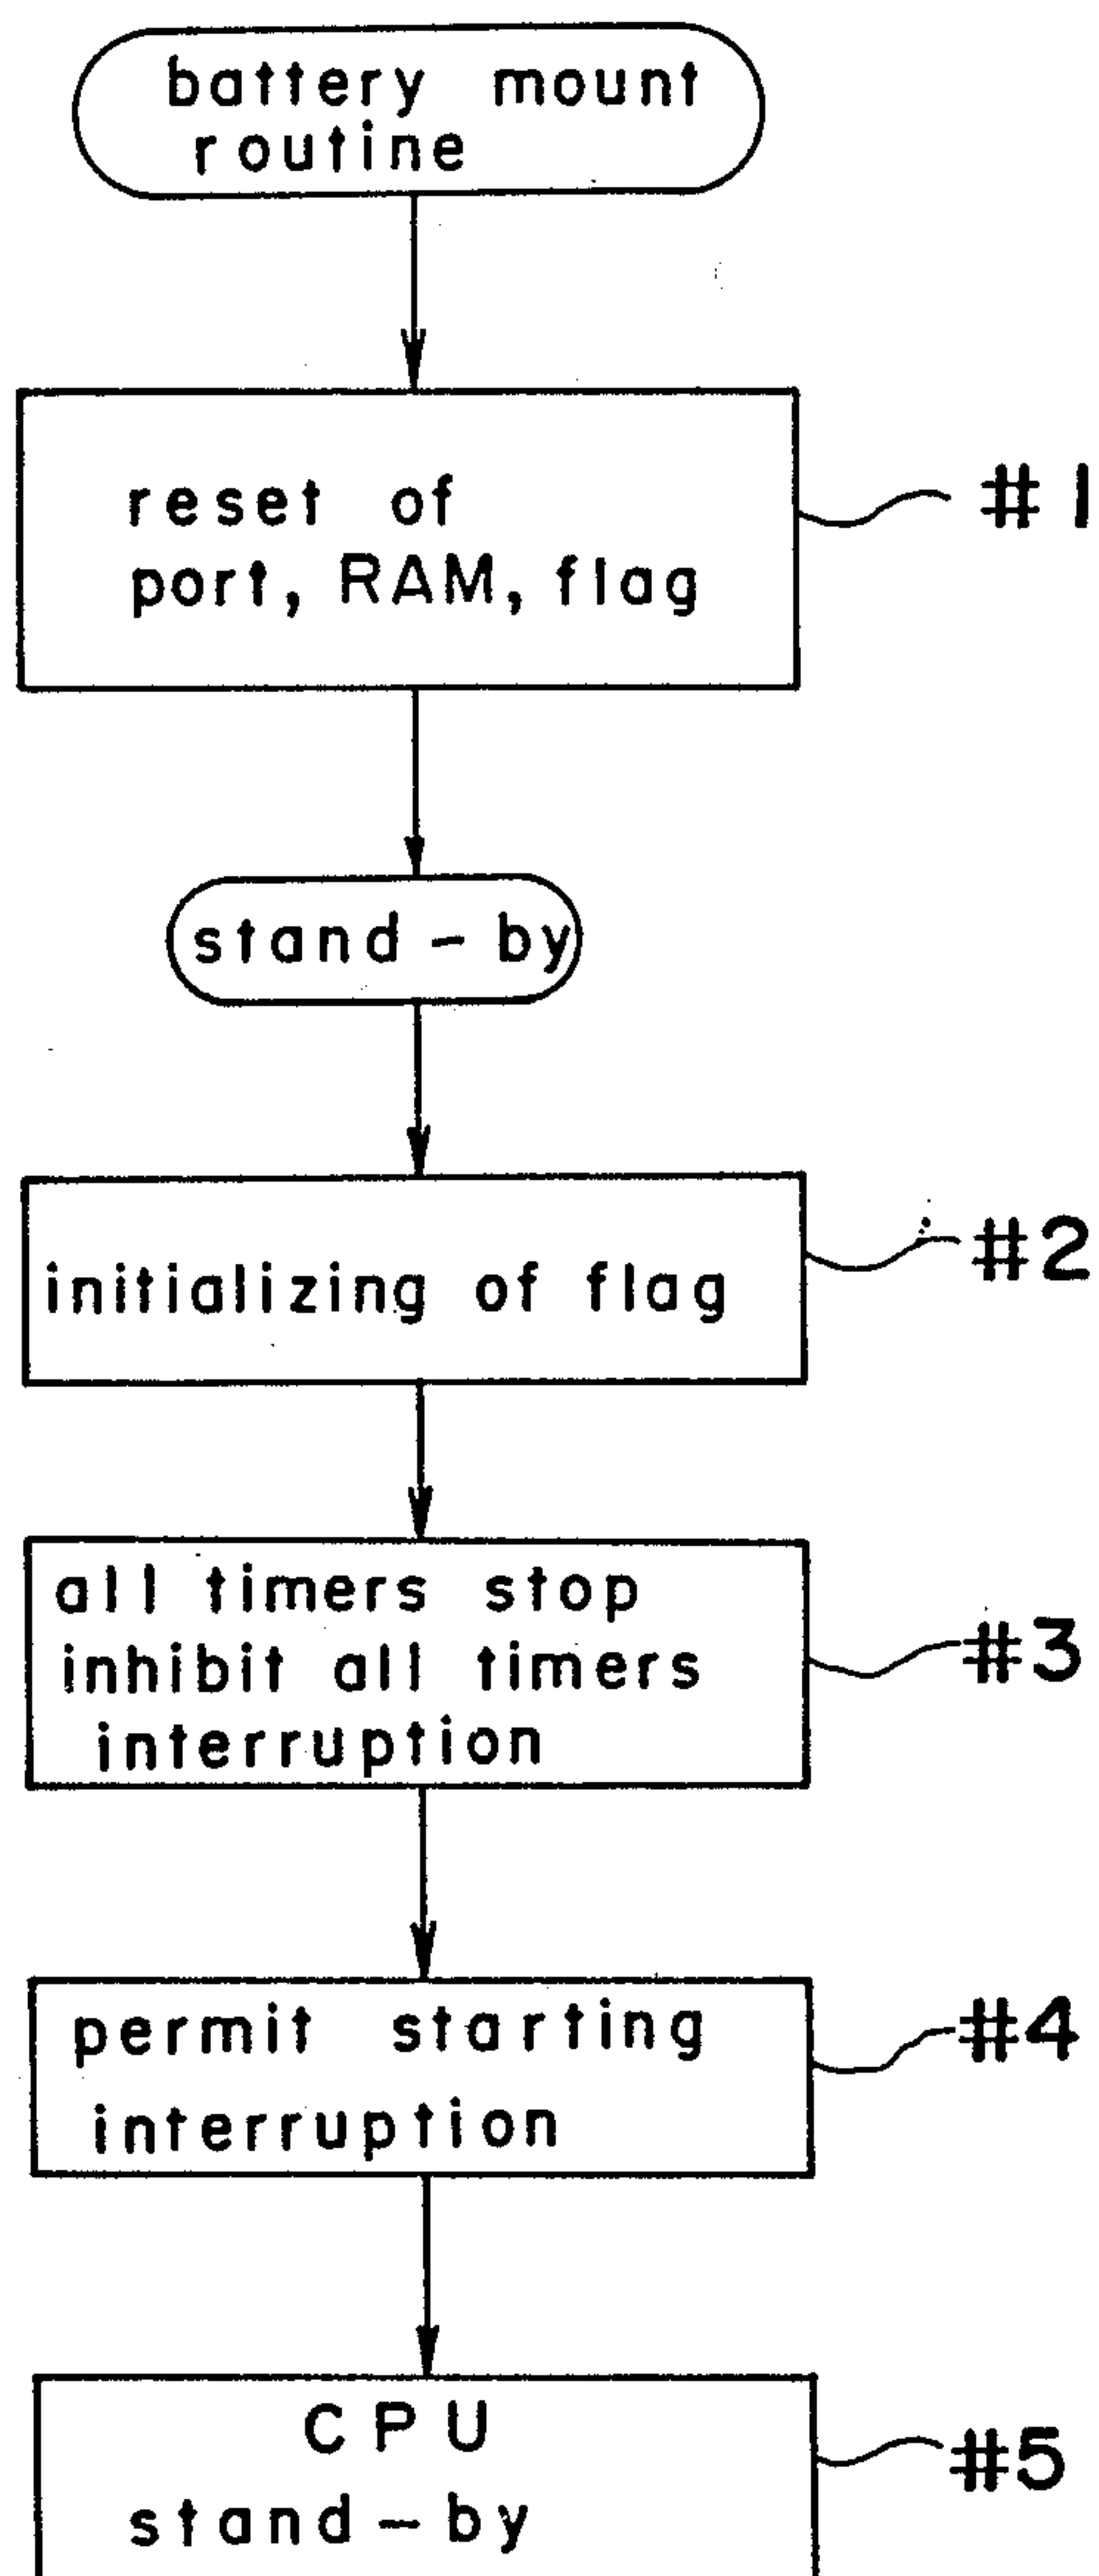 battery mount
routine
reset of
port, RAM, flag
#1
stand-by
initializing of flag
#2
all timers stop
inhibit all timers
interruption
#3
permit starting
interruption
#4
CPU
stand-by
#5